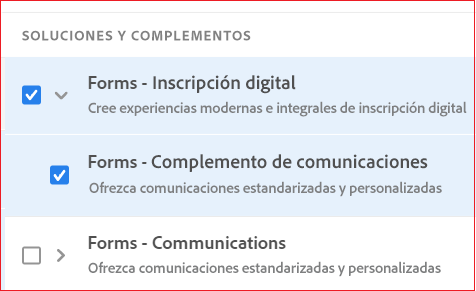 SOLUCIONES Y COMPLEMENTOS
Forms - Inscripción digital
Cree experiencias modernas e integrales de inscripción digital
Forms - Complemento de comunicaciones
Ofrezca comunicaciones estandarizadas y personalizadas
Forms - Communications
Ofrezca comunicaciones estandarizadas y personalizadas